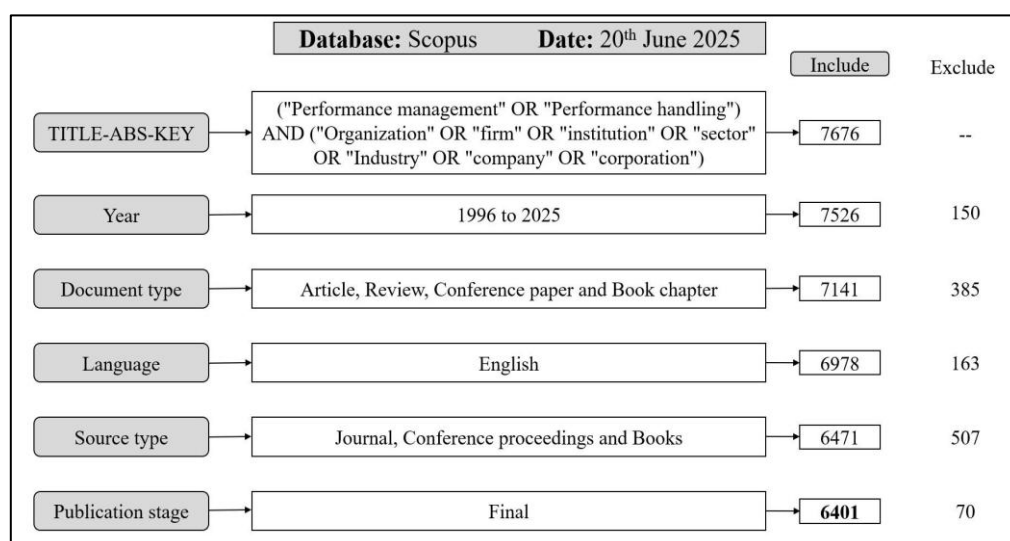 Database: Scopus Date: 20th June 2025
Include Exclude
TITLE-ABS-KEY
("Performance management" OR "Performance handling")
AND ("Organization" OR "firm" OR "institution" OR "sector"
OR "Industry" OR "company" OR "corporation")
7676 --
Year 1996 to 2025 7526 150
Document type Article, Review, Conference paper and Book chapter 7141 385
Language English 6978 163
Source type Journal, Conference proceedings and Books 6471 507
Publication stage Final 6401 70